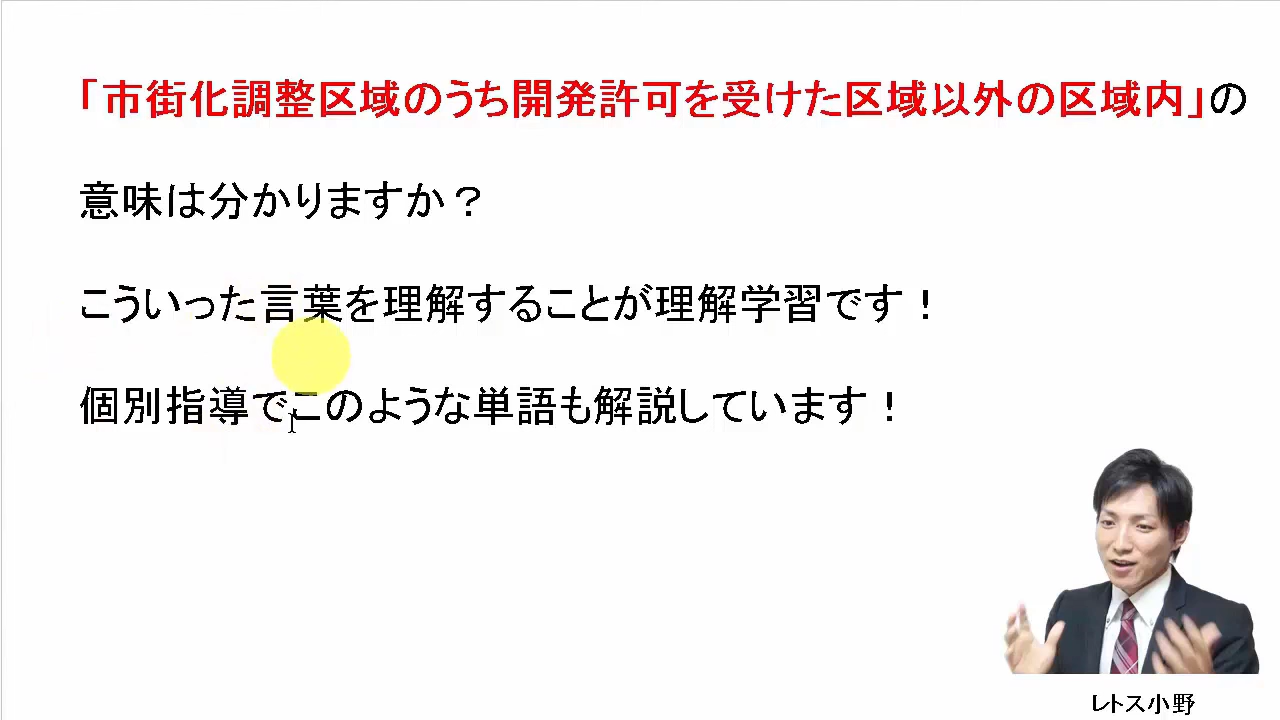 「市街化調整区域のうち開発許可を受けた区域以外の区域内」の
意味は分かりますか？
こういった言葉を理解することが理解学習です！
個別指導でこのような単語も解説しています！
レトス小野